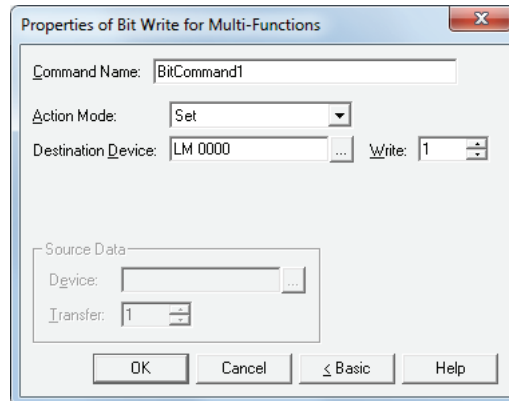 Properties of Bit Write for Multi-Functions
Command Name: BitCommand1
Action Mode: Set
Destination Device: LM 0000 ... Write: 1
Source Data
Device: ...
Transfer: 1
OK Cancel < Basic Help